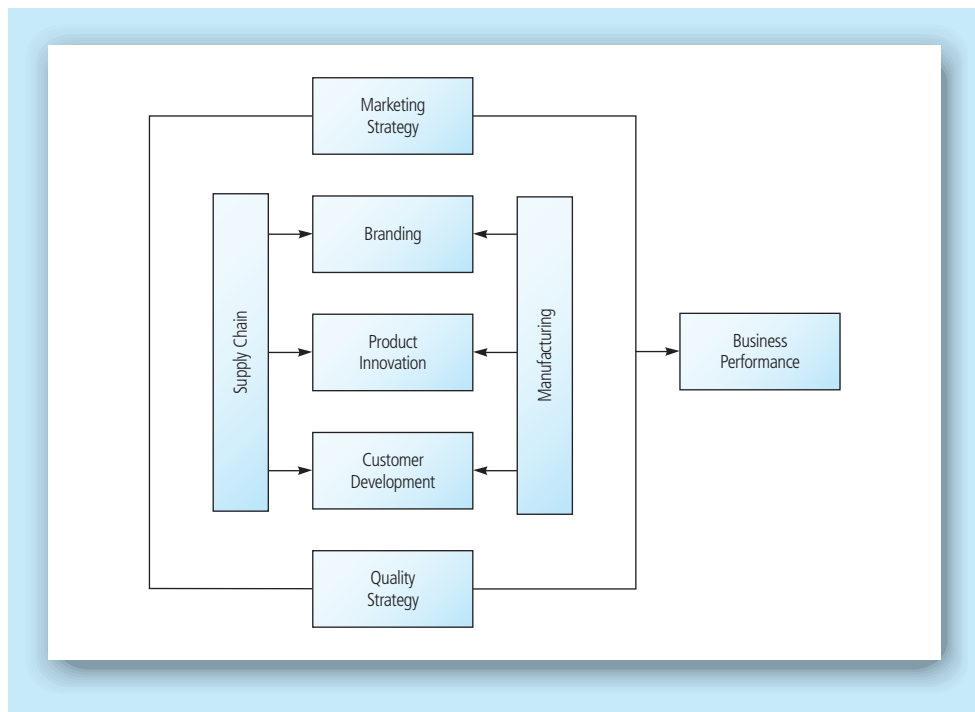 Marketing
Strategy
Branding
Supply Chain
Product
Innovation
Manufacturing
Business
Performance
Customer
Development
Quality
Strategy